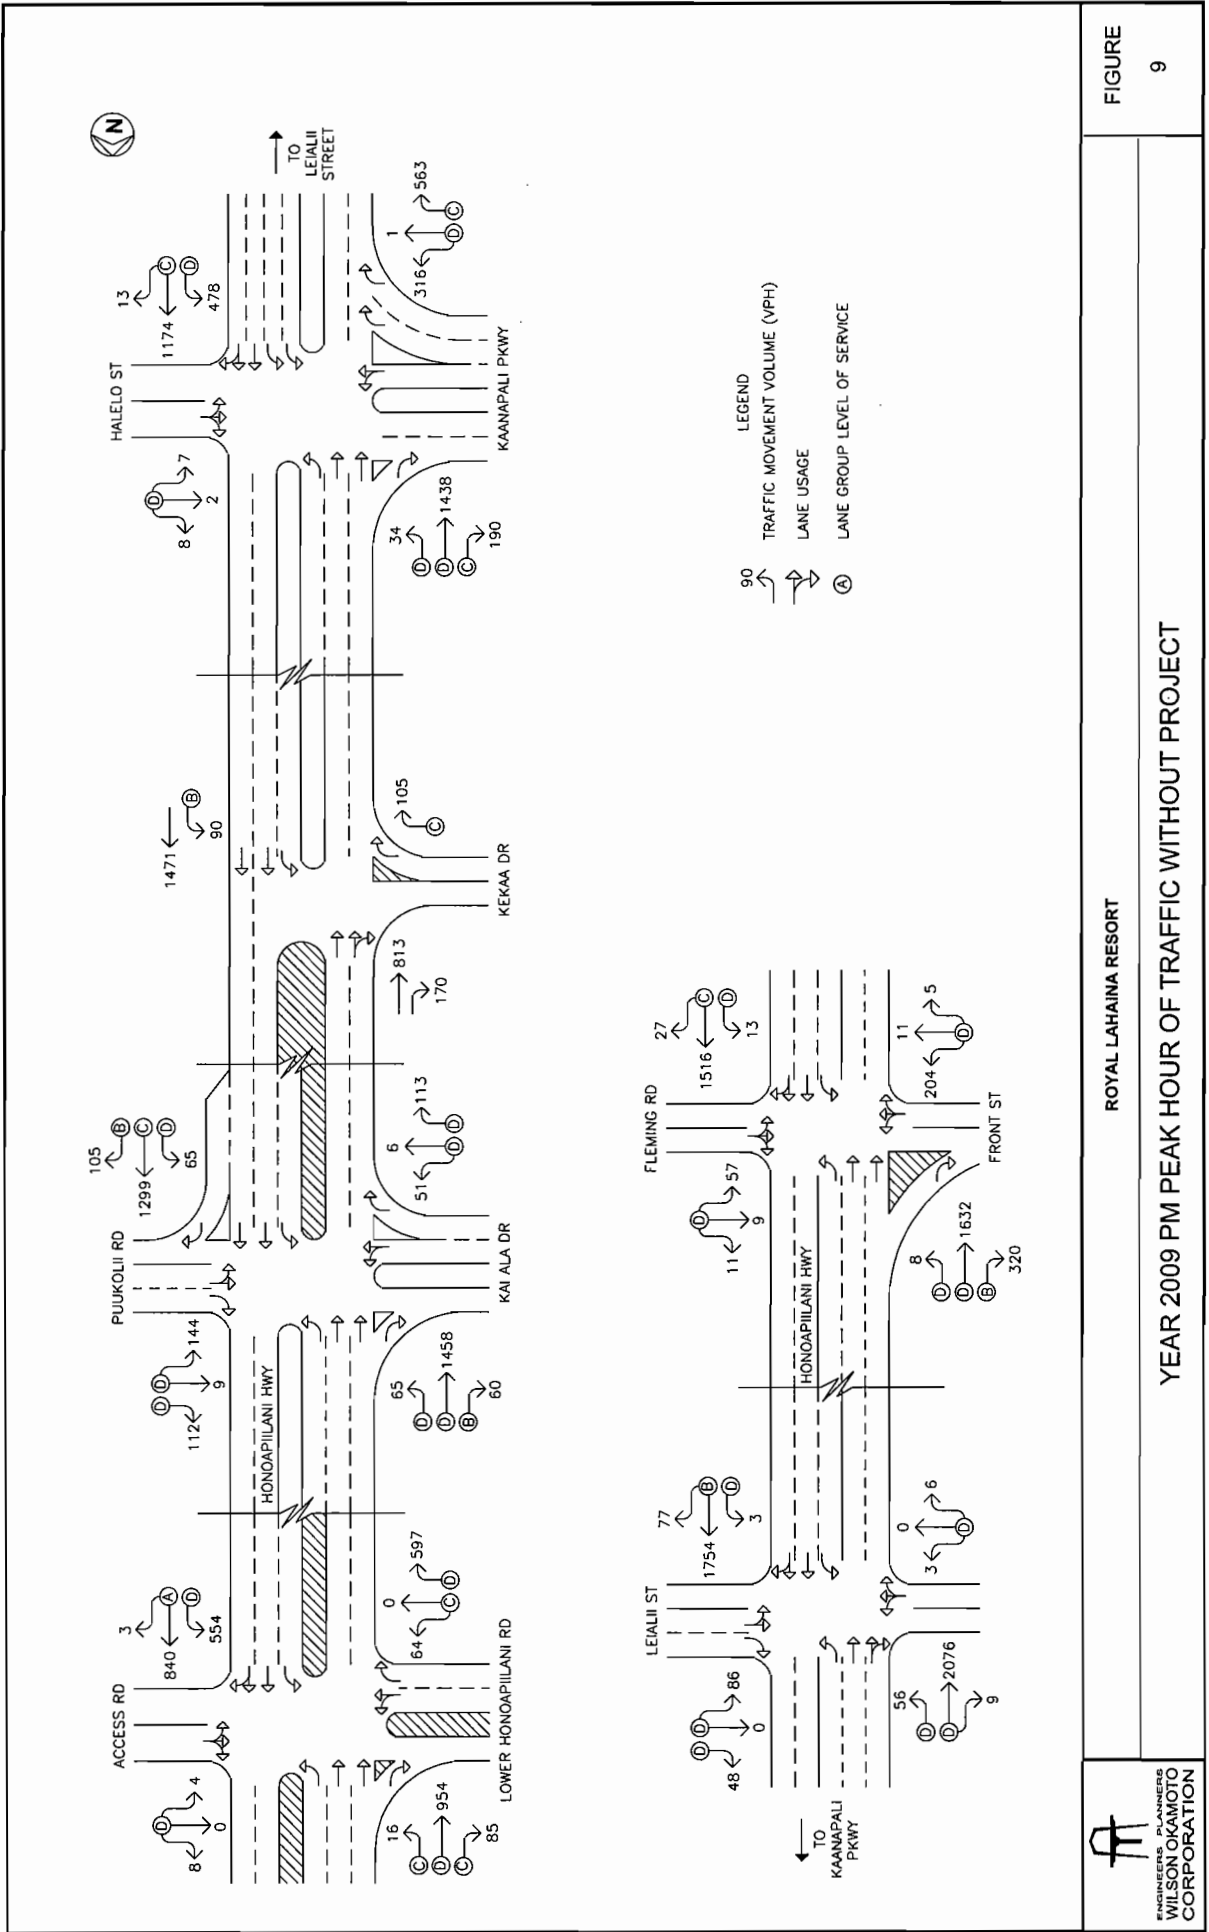 N
TO
LEIALII
STREET
HALELO ST
13
C
1174
D
478
D
8
2
7
316
1
563
D
C
KAANAPALI PKWY
34
D
D
1438
C
190
1471
B
90
105
C
KEKAA DR
813
170
105
B
1299
C
D
65
PUUKOLII RD
D
D
112
9
144
51
6
113
D
D
KAI ALA DR
HONOAPIILANI HWY
65
D
D
1458
B
60
3
A
840
D
554
ACCESS RD
D
8
0
4
64
0
597
C
D
LOWER HONOAPIILANI RD
16
C
D
954
C
85
LEGEND
90
TRAFFIC MOVEMENT VOLUME (VPH)
LANE USAGE
A
LANE GROUP LEVEL OF SERVICE
FLEMING RD
27
C
1516
D
13
D
11
9
57
204
11
5
D
FRONT ST
8
D
D
1632
B
320
HONOAPIILANI HWY
LEIALII ST
77
B
1754
D
3
D
D
48
0
86
3
0
6
D
56
D
D
2076
9
TO
KAANAPALI
PKWY
ENGINEERS PLANNERS
WILSON OKAMOTO
CORPORATION
ROYAL LAHAINA RESORT
YEAR 2009 PM PEAK HOUR OF TRAFFIC WITHOUT PROJECT
FIGURE
9